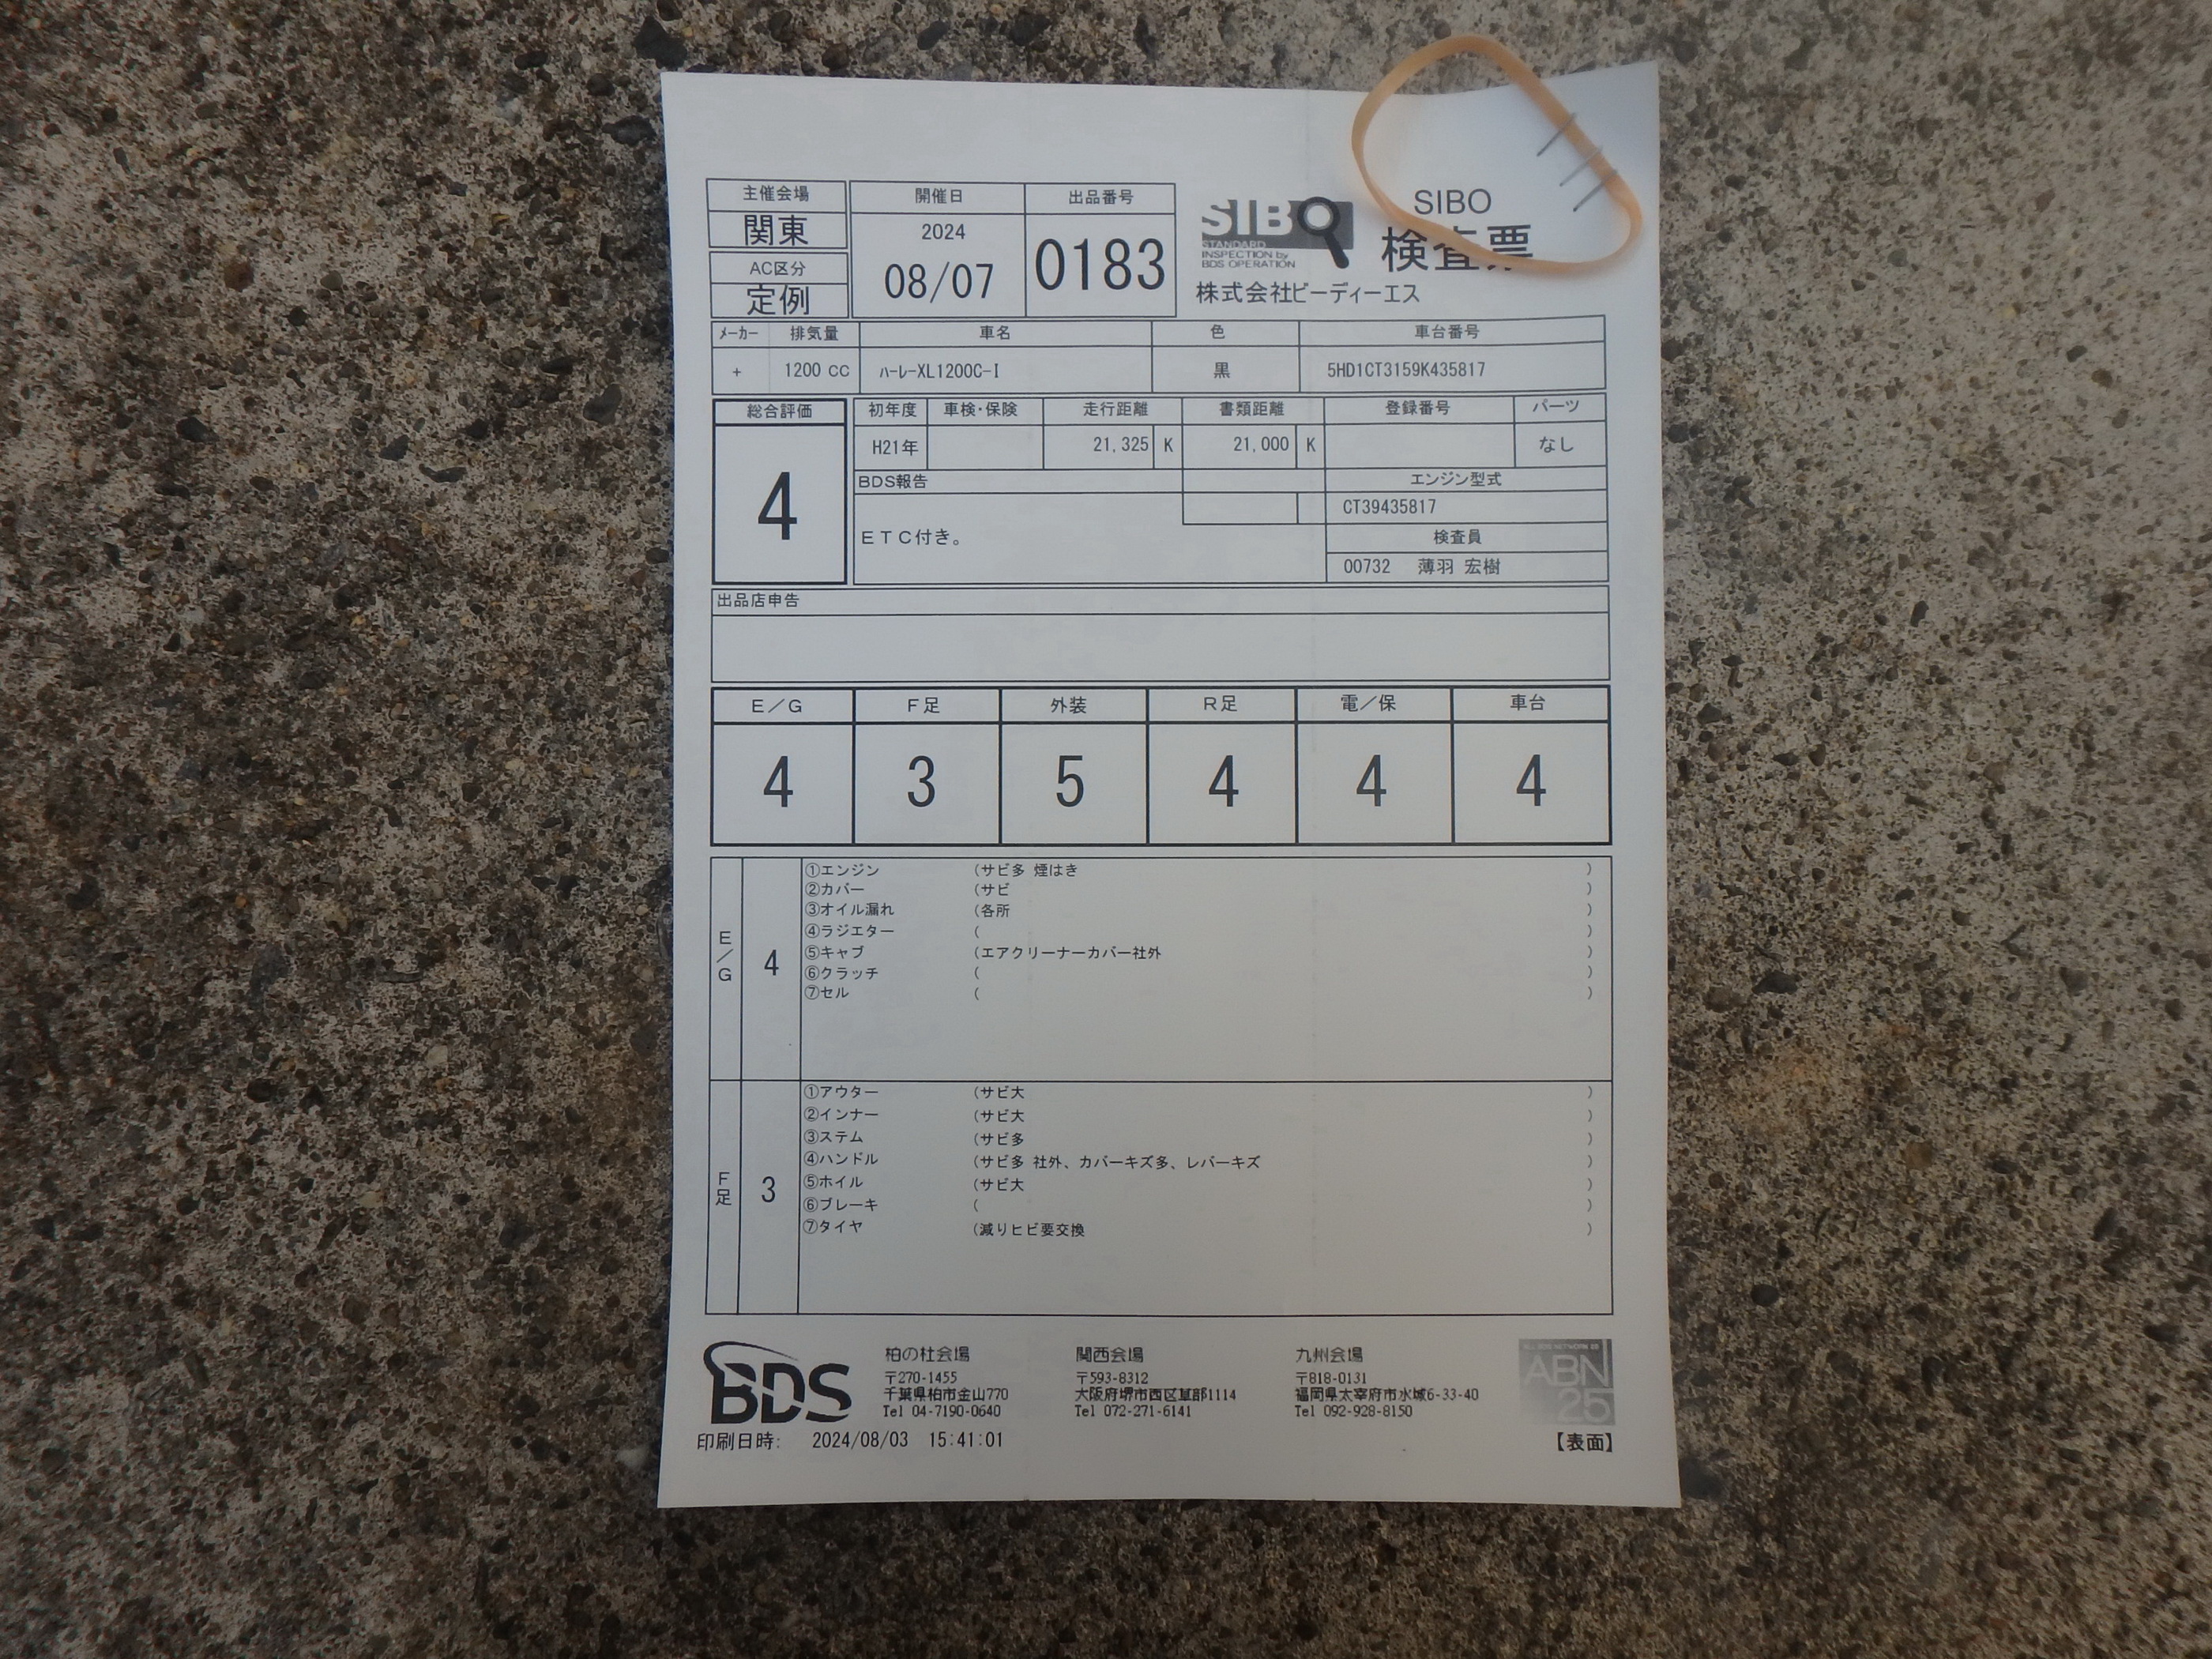 主催会場 開催日 出品番号
関東 2024 08/07 0183
AC区分
定例
SIBO
STANDARD
INSPECTION by
BDS OPERATION
SIBO
検査票
株式会社ビーディーエス
ﾒｰｶｰ 排気量 車名 色 車台番号
+ 1200 CC ﾊｰﾚｰXL1200C-I 黒 5HD1CT3159K435817
総合評価 初年度 車検・保険 走行距離 書類距離 登録番号 パーツ
4 H21年 21,325 K 21,000 K なし
BDS報告 エンジン型式
CT39435817
ETC付き。 検査員
00732 薄羽 宏樹
出品店申告
E／G F足 外装 R足 電／保 車台
4 3 5 4 4 4
E／G 4
①エンジン (サビ多 煙はき )
②カバー (サビ )
③オイル漏れ (各所 )
④ラジエター ( )
⑤キャブ (エアクリーナーカバー社外 )
⑥クラッチ ( )
⑦セル ( )
F足 3
①アウター (サビ大 )
②インナー (サビ大 )
③ステム (サビ多 )
④ハンドル (サビ多 社外、カバーキズ多、レバーキズ )
⑤ホイル (サビ大 )
⑥ブレーキ ( )
⑦タイヤ (減りヒビ要交換 )
BDS
柏の杜会場 関西会場 九州会場
〒270-1455 〒593-8312 〒818-0131
千葉県柏市金山770 大阪府堺市西区草部1114 福岡県太宰府市水城6-33-40
Tel 04-7190-0640 Tel 072-271-6141 Tel 092-928-8150
ABN
25
印刷日時: 2024/08/03 15:41:01 【表面】